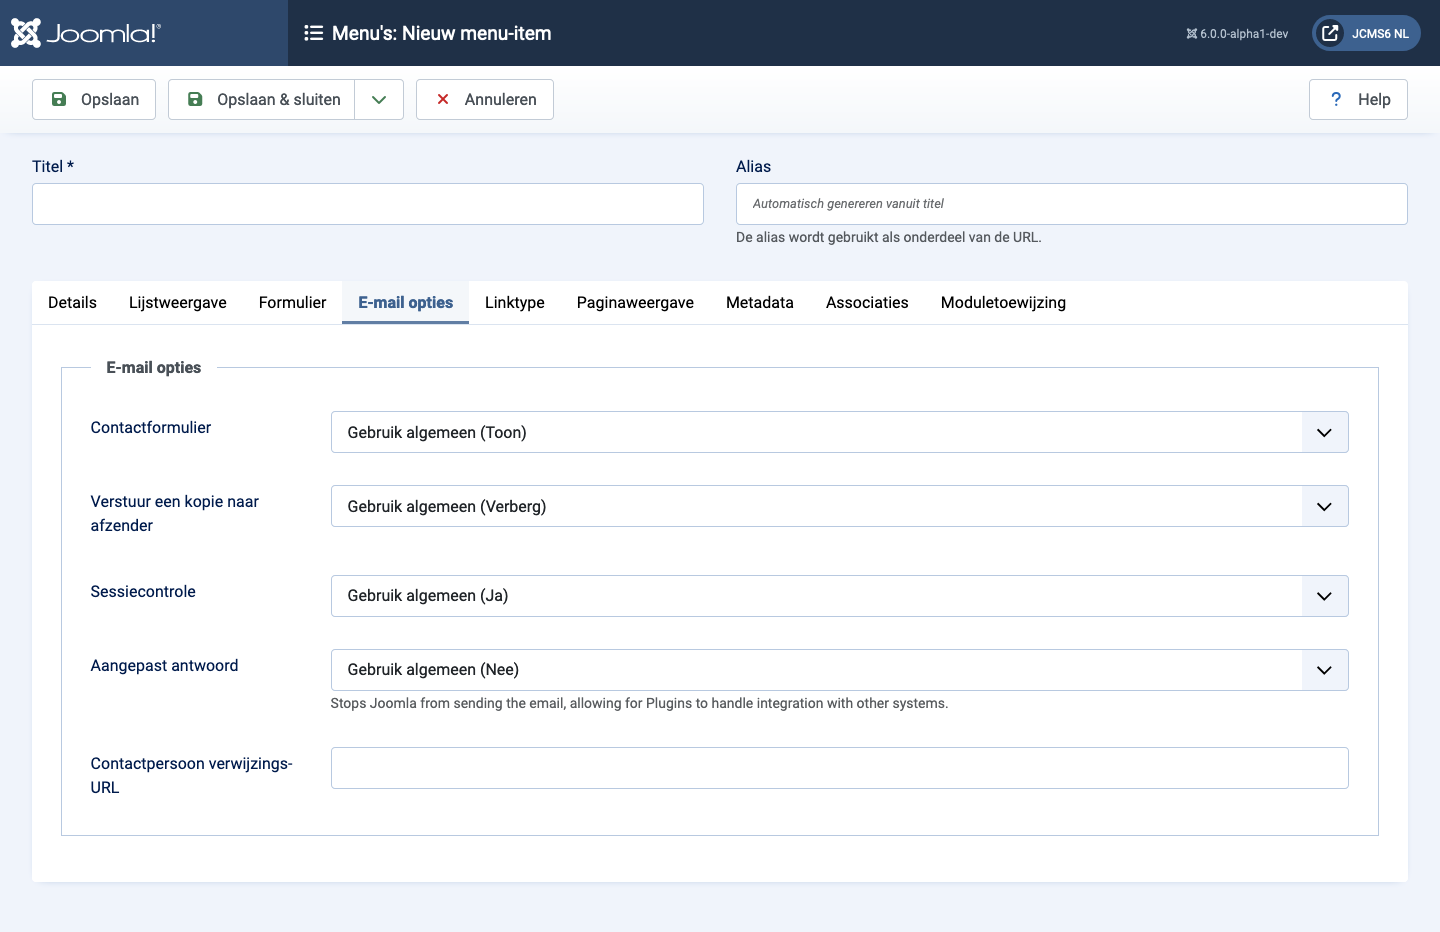 Joomla!®
Menu's: Nieuw menu-item
6.0.0-alpha1-dev
JCMS6 NL
Opslaan
Opslaan & sluiten
Annuleren
? Help
Titel *
Alias
Automatisch genereren vanuit titel
De alias wordt gebruikt als onderdeel van de URL.
Details Lijstweergave Formulier E-mail opties Linktype Paginaweergave Metadata Associaties Moduletoewijzing
E-mail opties
Contactformulier
Gebruik algemeen (Toon)
Verstuur een kopie naar
afzender
Gebruik algemeen (Verberg)
Sessiecontrole
Gebruik algemeen (Ja)
Aangepast antwoord
Gebruik algemeen (Nee)
Stops Joomla from sending the email, allowing for Plugins to handle integration with other systems.
Contactpersoon verwijzings-
URL